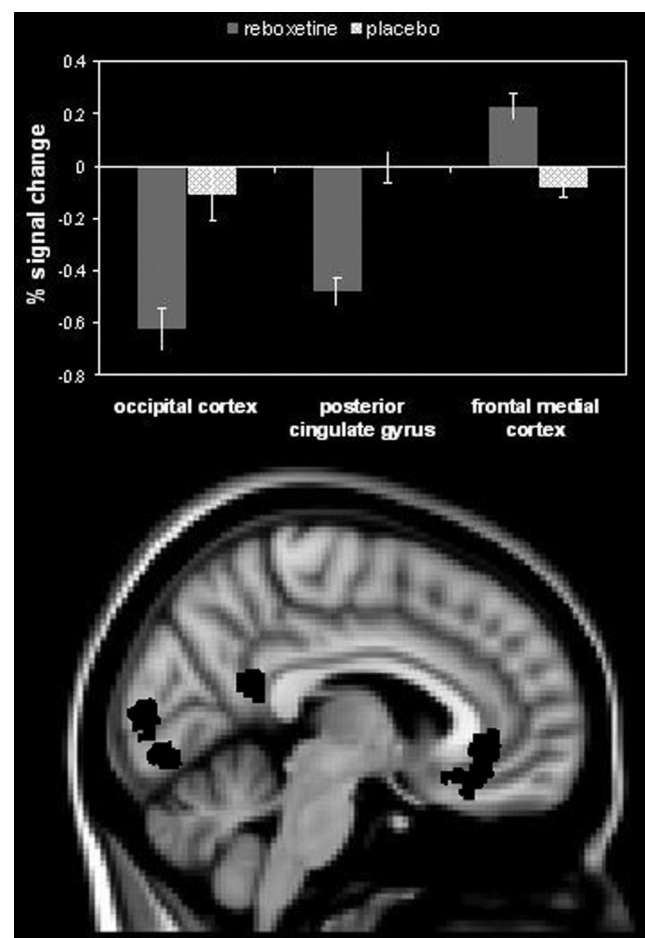 reboxetine placebo
0.4
0.2
0
-0.2
-0.4
-0.6
-0.8
% signal change
occipital cortex
posterior
cingulate gyrus
frontal medial
cortex